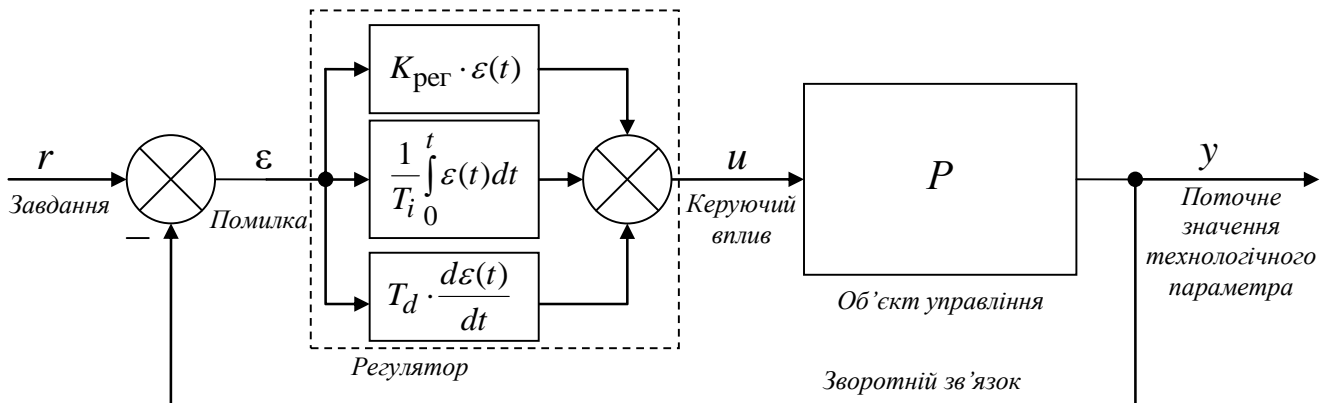 r
Завдання
−
ε
Помилка
K_рег · ε(t)
1/T_i ∫_0^t ε(t)dt
T_d · dε(t)/dt
Регулятор
u
Керуючий
вплив
P
Об’єкт управління
y
Поточне
значення
технологічного
параметра
Зворотній зв’язок